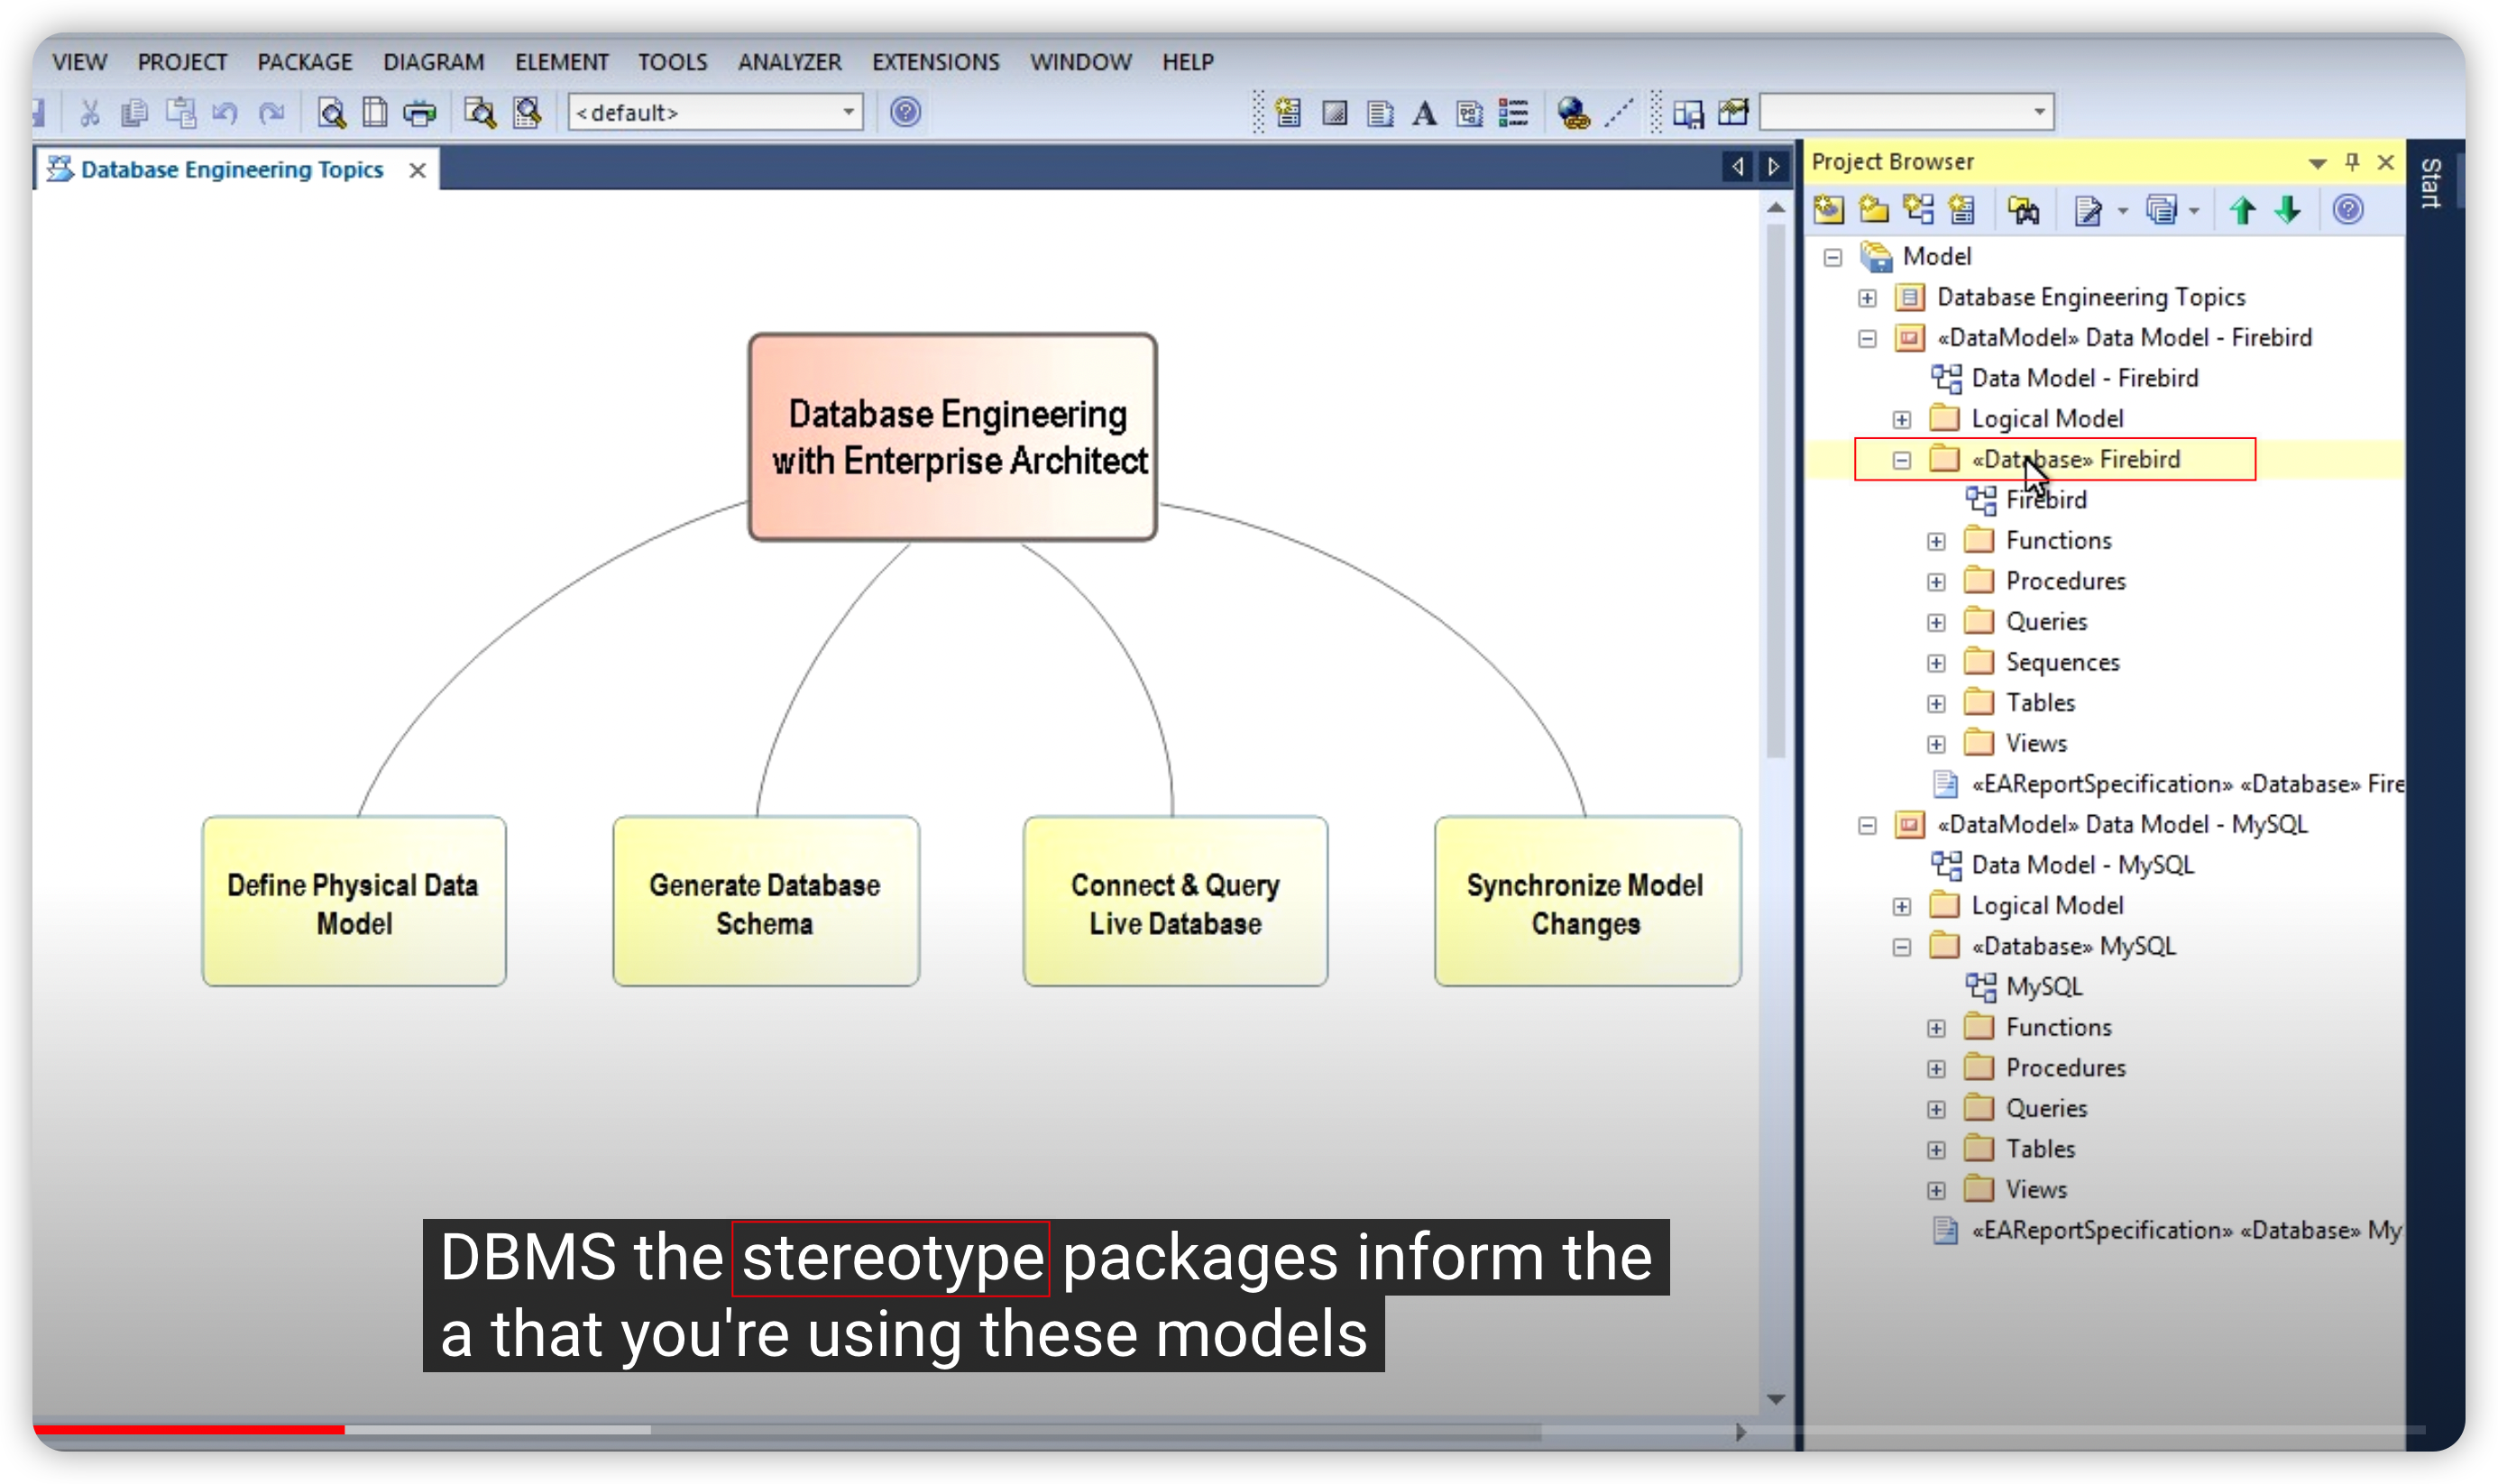 VIEW PROJECT PACKAGE DIAGRAM ELEMENT TOOLS ANALYZER EXTENSIONS WINDOW HELP
<default>
Database Engineering Topics
Database Engineering
with Enterprise Architect
Define Physical Data
Model
Generate Database
Schema
Connect & Query
Live Database
Synchronize Model
Changes
Project Browser
Model
Database Engineering Topics
«DataModel» Data Model - Firebird
Data Model - Firebird
Logical Model
«Database» Firebird
Firebird
Functions
Procedures
Queries
Sequences
Tables
Views
«EAReportSpecification» «Database» Fire
«DataModel» Data Model - MySQL
Data Model - MySQL
Logical Model
«Database» MySQL
MySQL
Functions
Procedures
Queries
Tables
Views
«EAReportSpecification» «Database» My
Start
DBMS the stereotype packages inform the
a that you're using these models